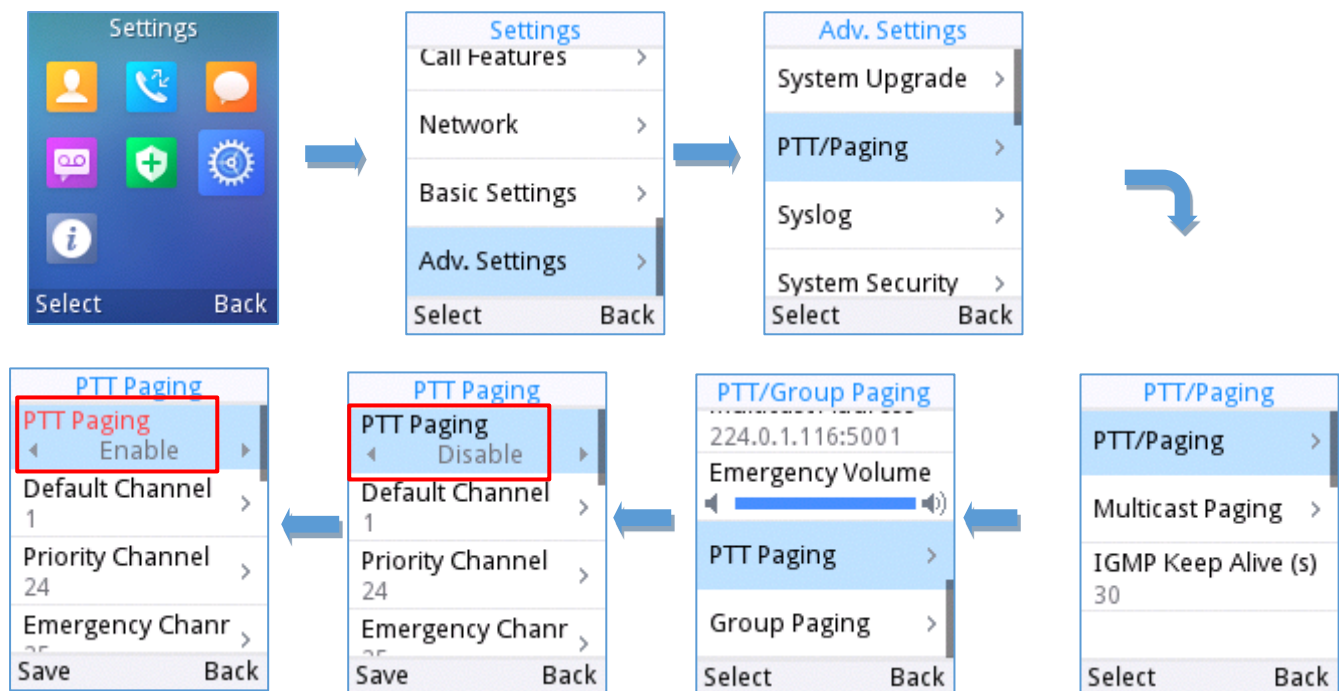 Settings
Select Back
Settings
Call Features
Network
Basic Settings
Adv. Settings
Select Back
Adv. Settings
System Upgrade
PTT/Paging
Syslog
System Security
Select Back
PTT Paging
PTT Paging
Enable
Default Channel
1
Priority Channel
24
Emergency Chanr
Save Back
PTT Paging
PTT Paging
Disable
Default Channel
1
Priority Channel
24
Emergency Chanr
Save Back
PTT/Group Paging
224.0.1.116:5001
Emergency Volume
PTT Paging
Group Paging
Select Back
PTT/Paging
PTT/Paging
Multicast Paging
IGMP Keep Alive (s)
30
Select Back